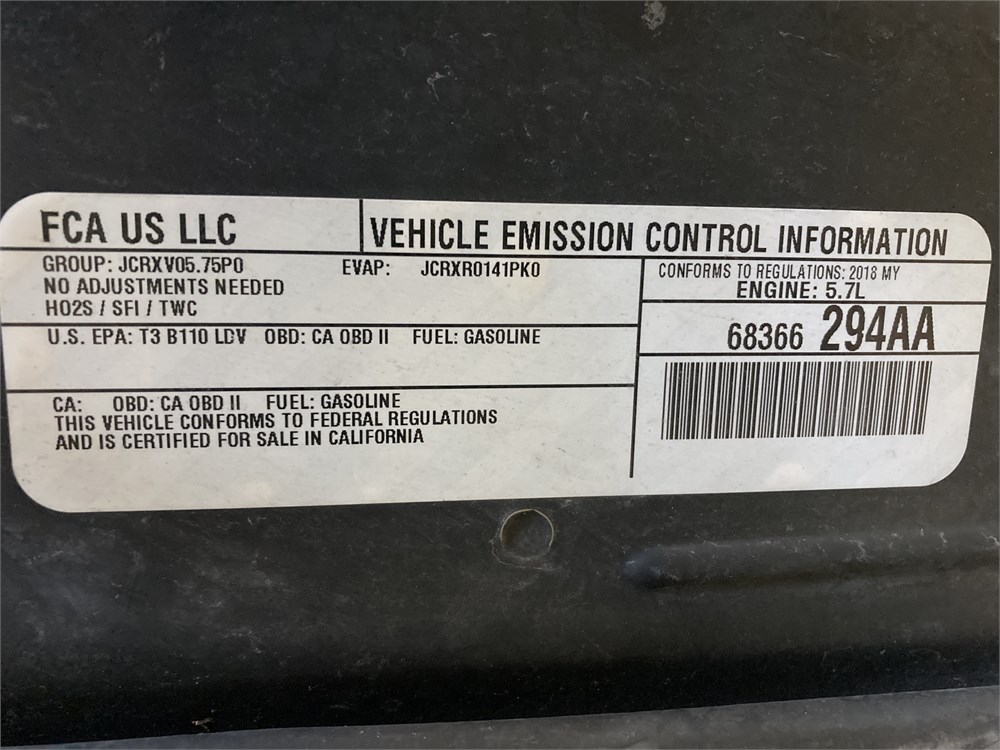 FCA US LLC
VEHICLE EMISSION CONTROL INFORMATION
GROUP: JCRXV05.75P0 EVAP: JCRXR0141PK0
NO ADJUSTMENTS NEEDED
HO2S / SFI / TWC
CONFORMS TO REGULATIONS: 2018 MY
ENGINE: 5.7L
U.S. EPA: T3 B110 LDV OBD: CA OBD II FUEL: GASOLINE
68366 294AA
CA: OBD: CA OBD II FUEL: GASOLINE
THIS VEHICLE CONFORMS TO FEDERAL REGULATIONS
AND IS CERTIFIED FOR SALE IN CALIFORNIA